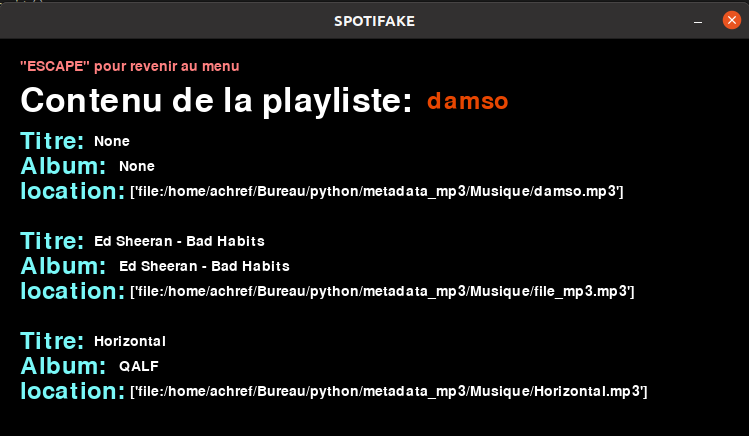 SPOTIFAKE
"ESCAPE" pour revenir au menu
Contenu de la playliste: damso
Titre: None
Album: None
location: ['file:/home/achref/Bureau/python/metadata_mp3/Musique/damso.mp3']
Titre: Ed Sheeran - Bad Habits
Album: Ed Sheeran - Bad Habits
location: ['file:/home/achref/Bureau/python/metadata_mp3/Musique/file_mp3.mp3']
Titre: Horizontal
Album: QALF
location: ['file:/home/achref/Bureau/python/metadata_mp3/Musique/Horizontal.mp3']